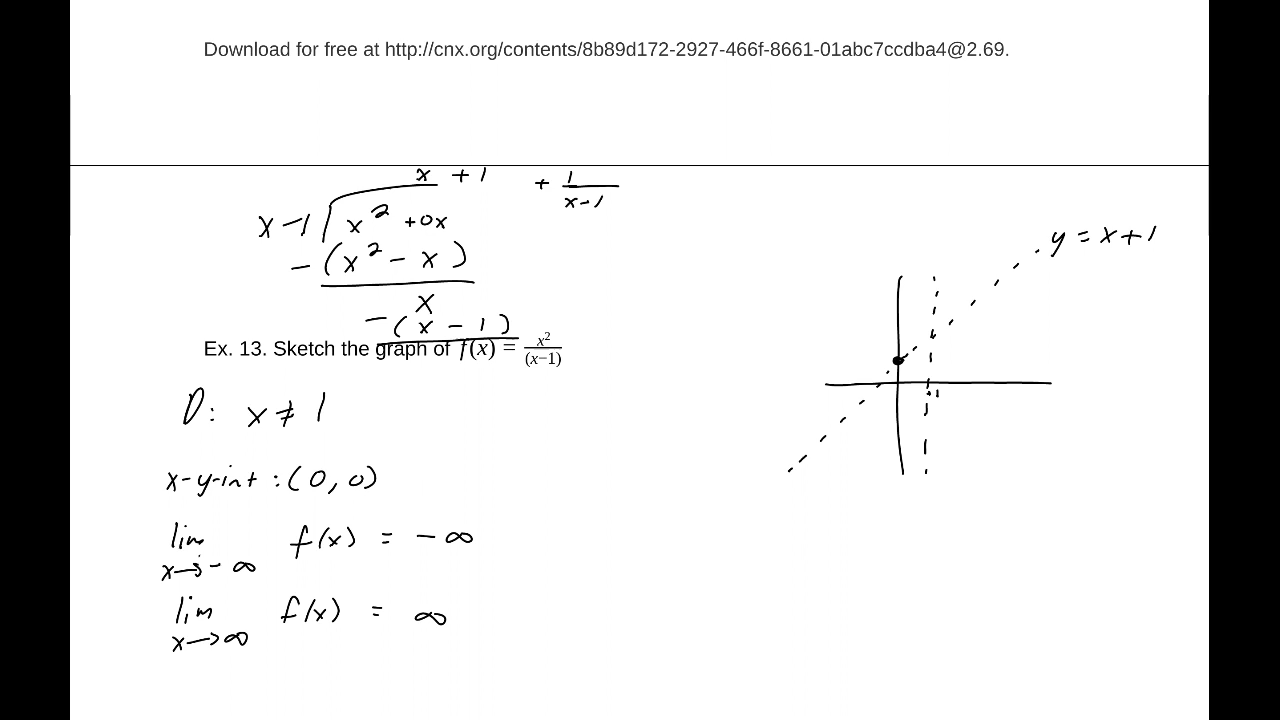 Download for free at http://cnx.org/contents/8b89d172-2927-466f-8661-01abc7ccdba4@2.69.
x + 1 + 1/(x-1)
x-1 x² +0x
-(x² - x)
x
-(x - 1)
y = x+1
Ex. 13. Sketch the graph of f(x) = x²/(x−1)
D: x ≠ 1
1
x-y-int : (0, 0)
lim x→-∞ f(x) = -∞
lim x→∞ f(x) = ∞